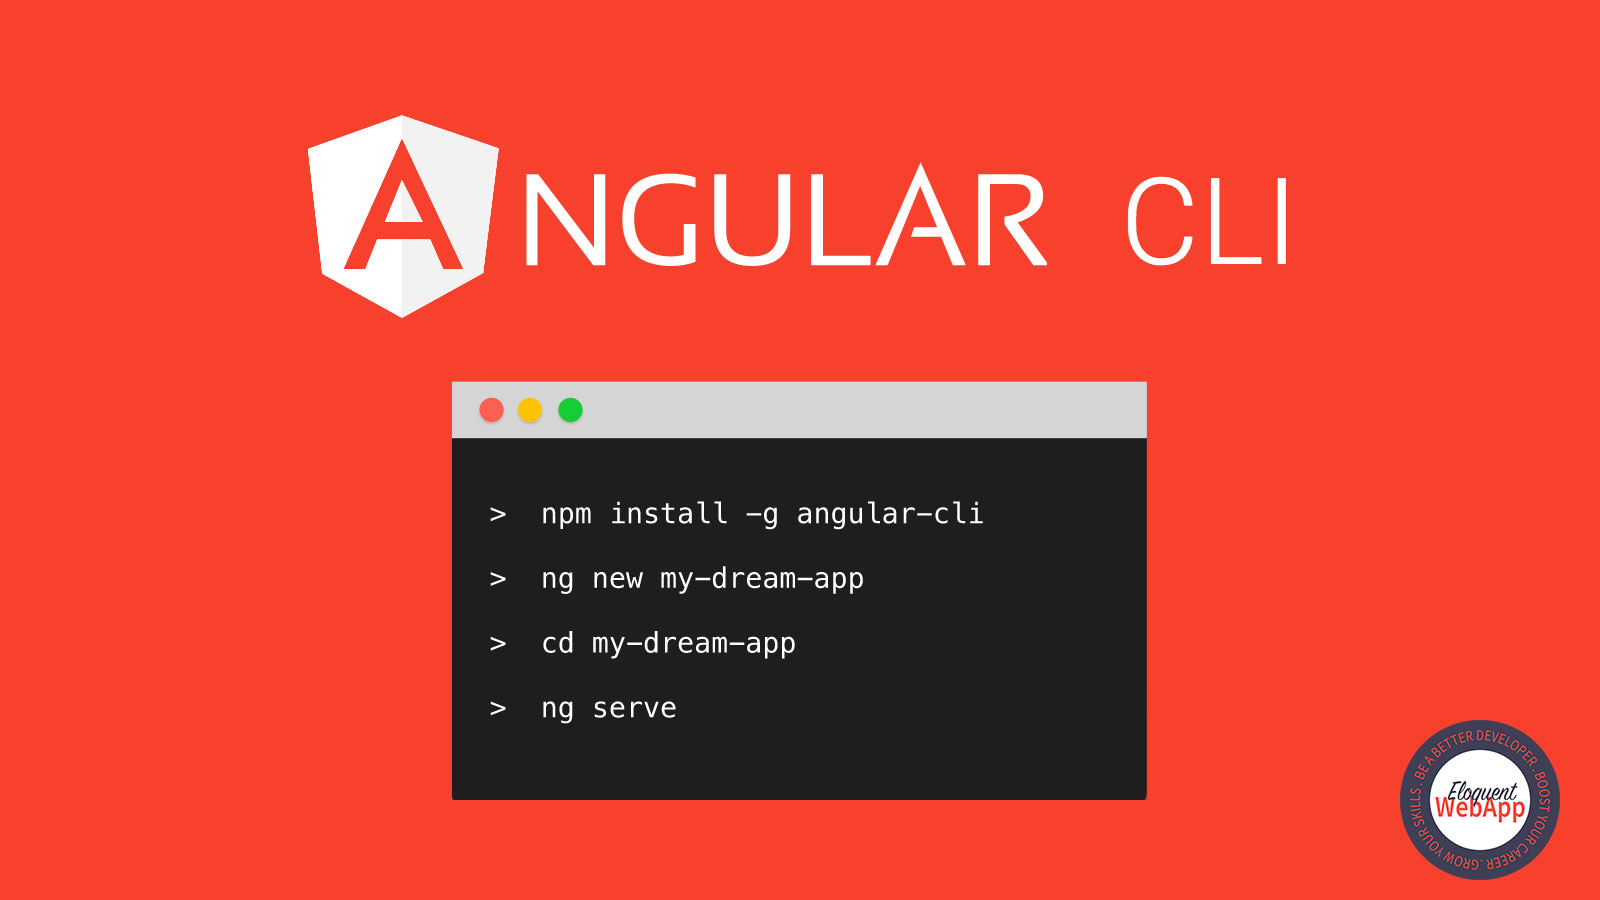 ANGULAR CLI
> npm install -g angular-cli
> ng new my-dream-app
> cd my-dream-app
> ng serve
BE A BETTER DEVELOPER. BOOST YOUR CAREER. GROW YOUR SKILLS.
Eloquent
WebApp